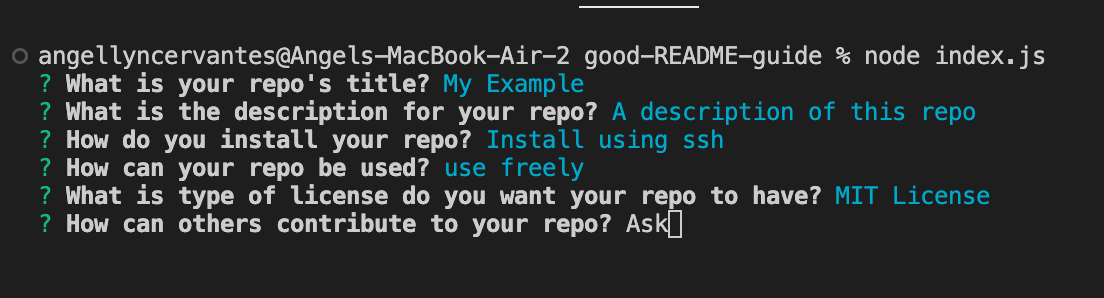 angellyncervantes@Angels-MacBook-Air-2 good-README-guide % node index.js
? What is your repo's title? My Example
? What is the description for your repo? A description of this repo
? How do you install your repo? Install using ssh
? How can your repo be used? use freely
? What is type of license do you want your repo to have? MIT License
? How can others contribute to your repo? Ask